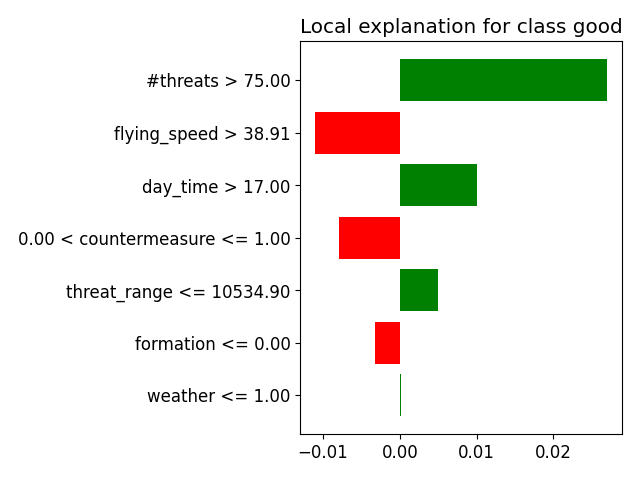 Local explanation for class good
#threats > 75.00
flying_speed > 38.91
day_time > 17.00
0.00 < countermeasure <= 1.00
threat_range <= 10534.90
formation <= 0.00
weather <= 1.00
−0.01 0.00 0.01 0.02